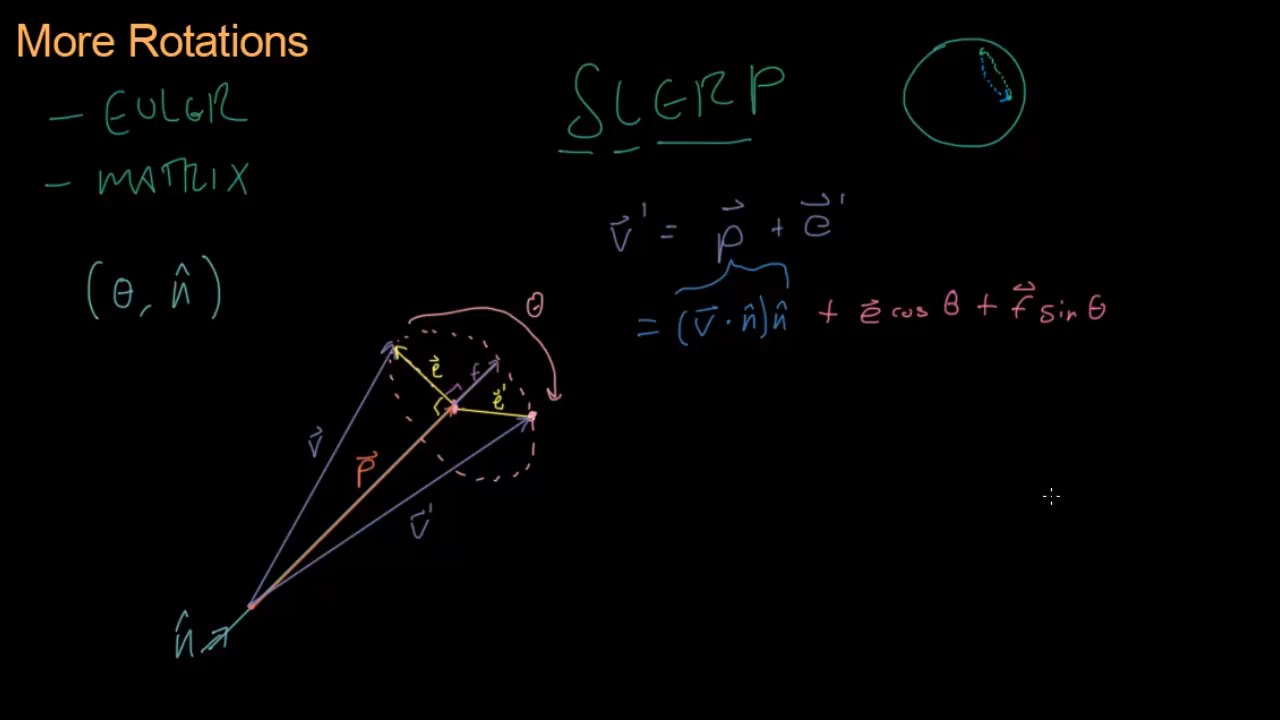 More Rotations
SLERP
- EULER
- MATRIX
(θ, n̂)
v⃗' = p⃗ + e⃗'
= (v⃗ · n̂)n̂ + e⃗ cos θ + f⃗ sin θ
θ
e⃗
f
e⃗'
v⃗
p⃗
v⃗'
n̂